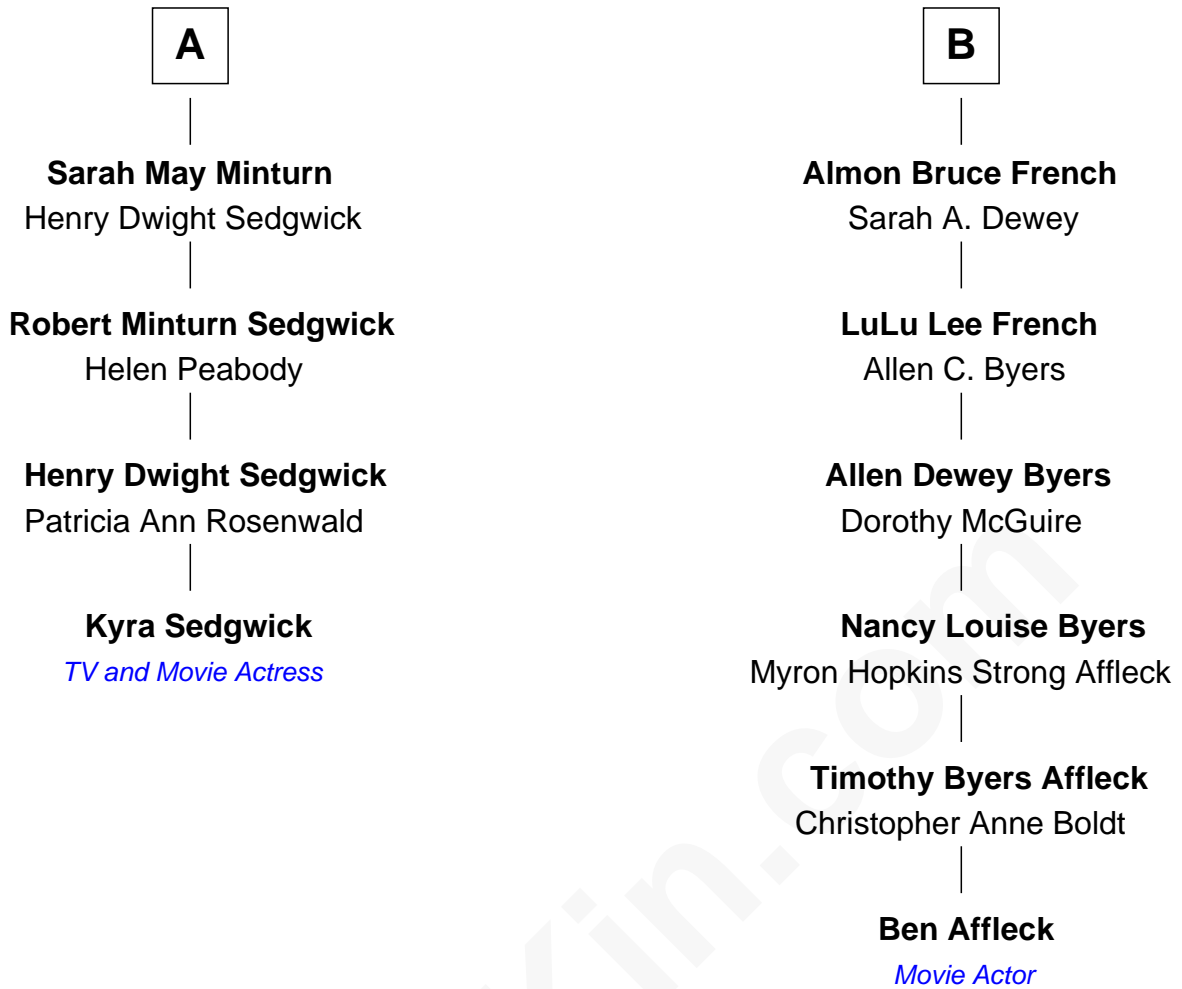 A
Sarah May Minturn
Henry Dwight Sedgwick
Robert Minturn Sedgwick
Helen Peabody
Henry Dwight Sedgwick
Patricia Ann Rosenwald
Kyra Sedgwick
TV and Movie Actress
B
Almon Bruce French
Sarah A. Dewey
LuLu Lee French
Allen C. Byers
Allen Dewey Byers
Dorothy McGuire
Nancy Louise Byers
Myron Hopkins Strong Affleck
Timothy Byers Affleck
Christopher Anne Boldt
Ben Affleck
Movie Actor
Kin.com